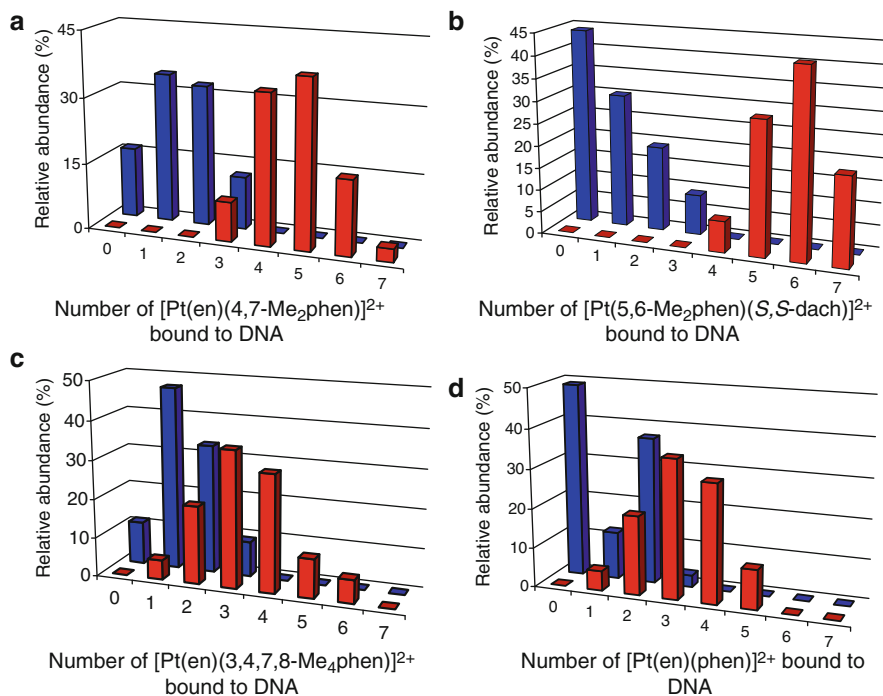 a
Relative abundance (%)
45
30
15
0
0 1 2 3 4 5 6 7
Number of [Pt(en)(4,7-Me₂phen)]²⁺
bound to DNA
b
Relative abundance (%)
45
40
35
30
25
20
15
10
5
0
0 1 2 3 4 5 6 7
Number of [Pt(5,6-Me₂phen)(S,S-dach)]²⁺
bound to DNA
c
Relative abundance (%)
50
40
30
20
10
0
0 1 2 3 4 5 6 7
Number of [Pt(en)(3,4,7,8-Me₄phen)]²⁺
bound to DNA
d
Relative abundance (%)
50
40
30
20
10
0
0 1 2 3 4 5 6 7
Number of [Pt(en)(phen)]²⁺ bound to
DNA